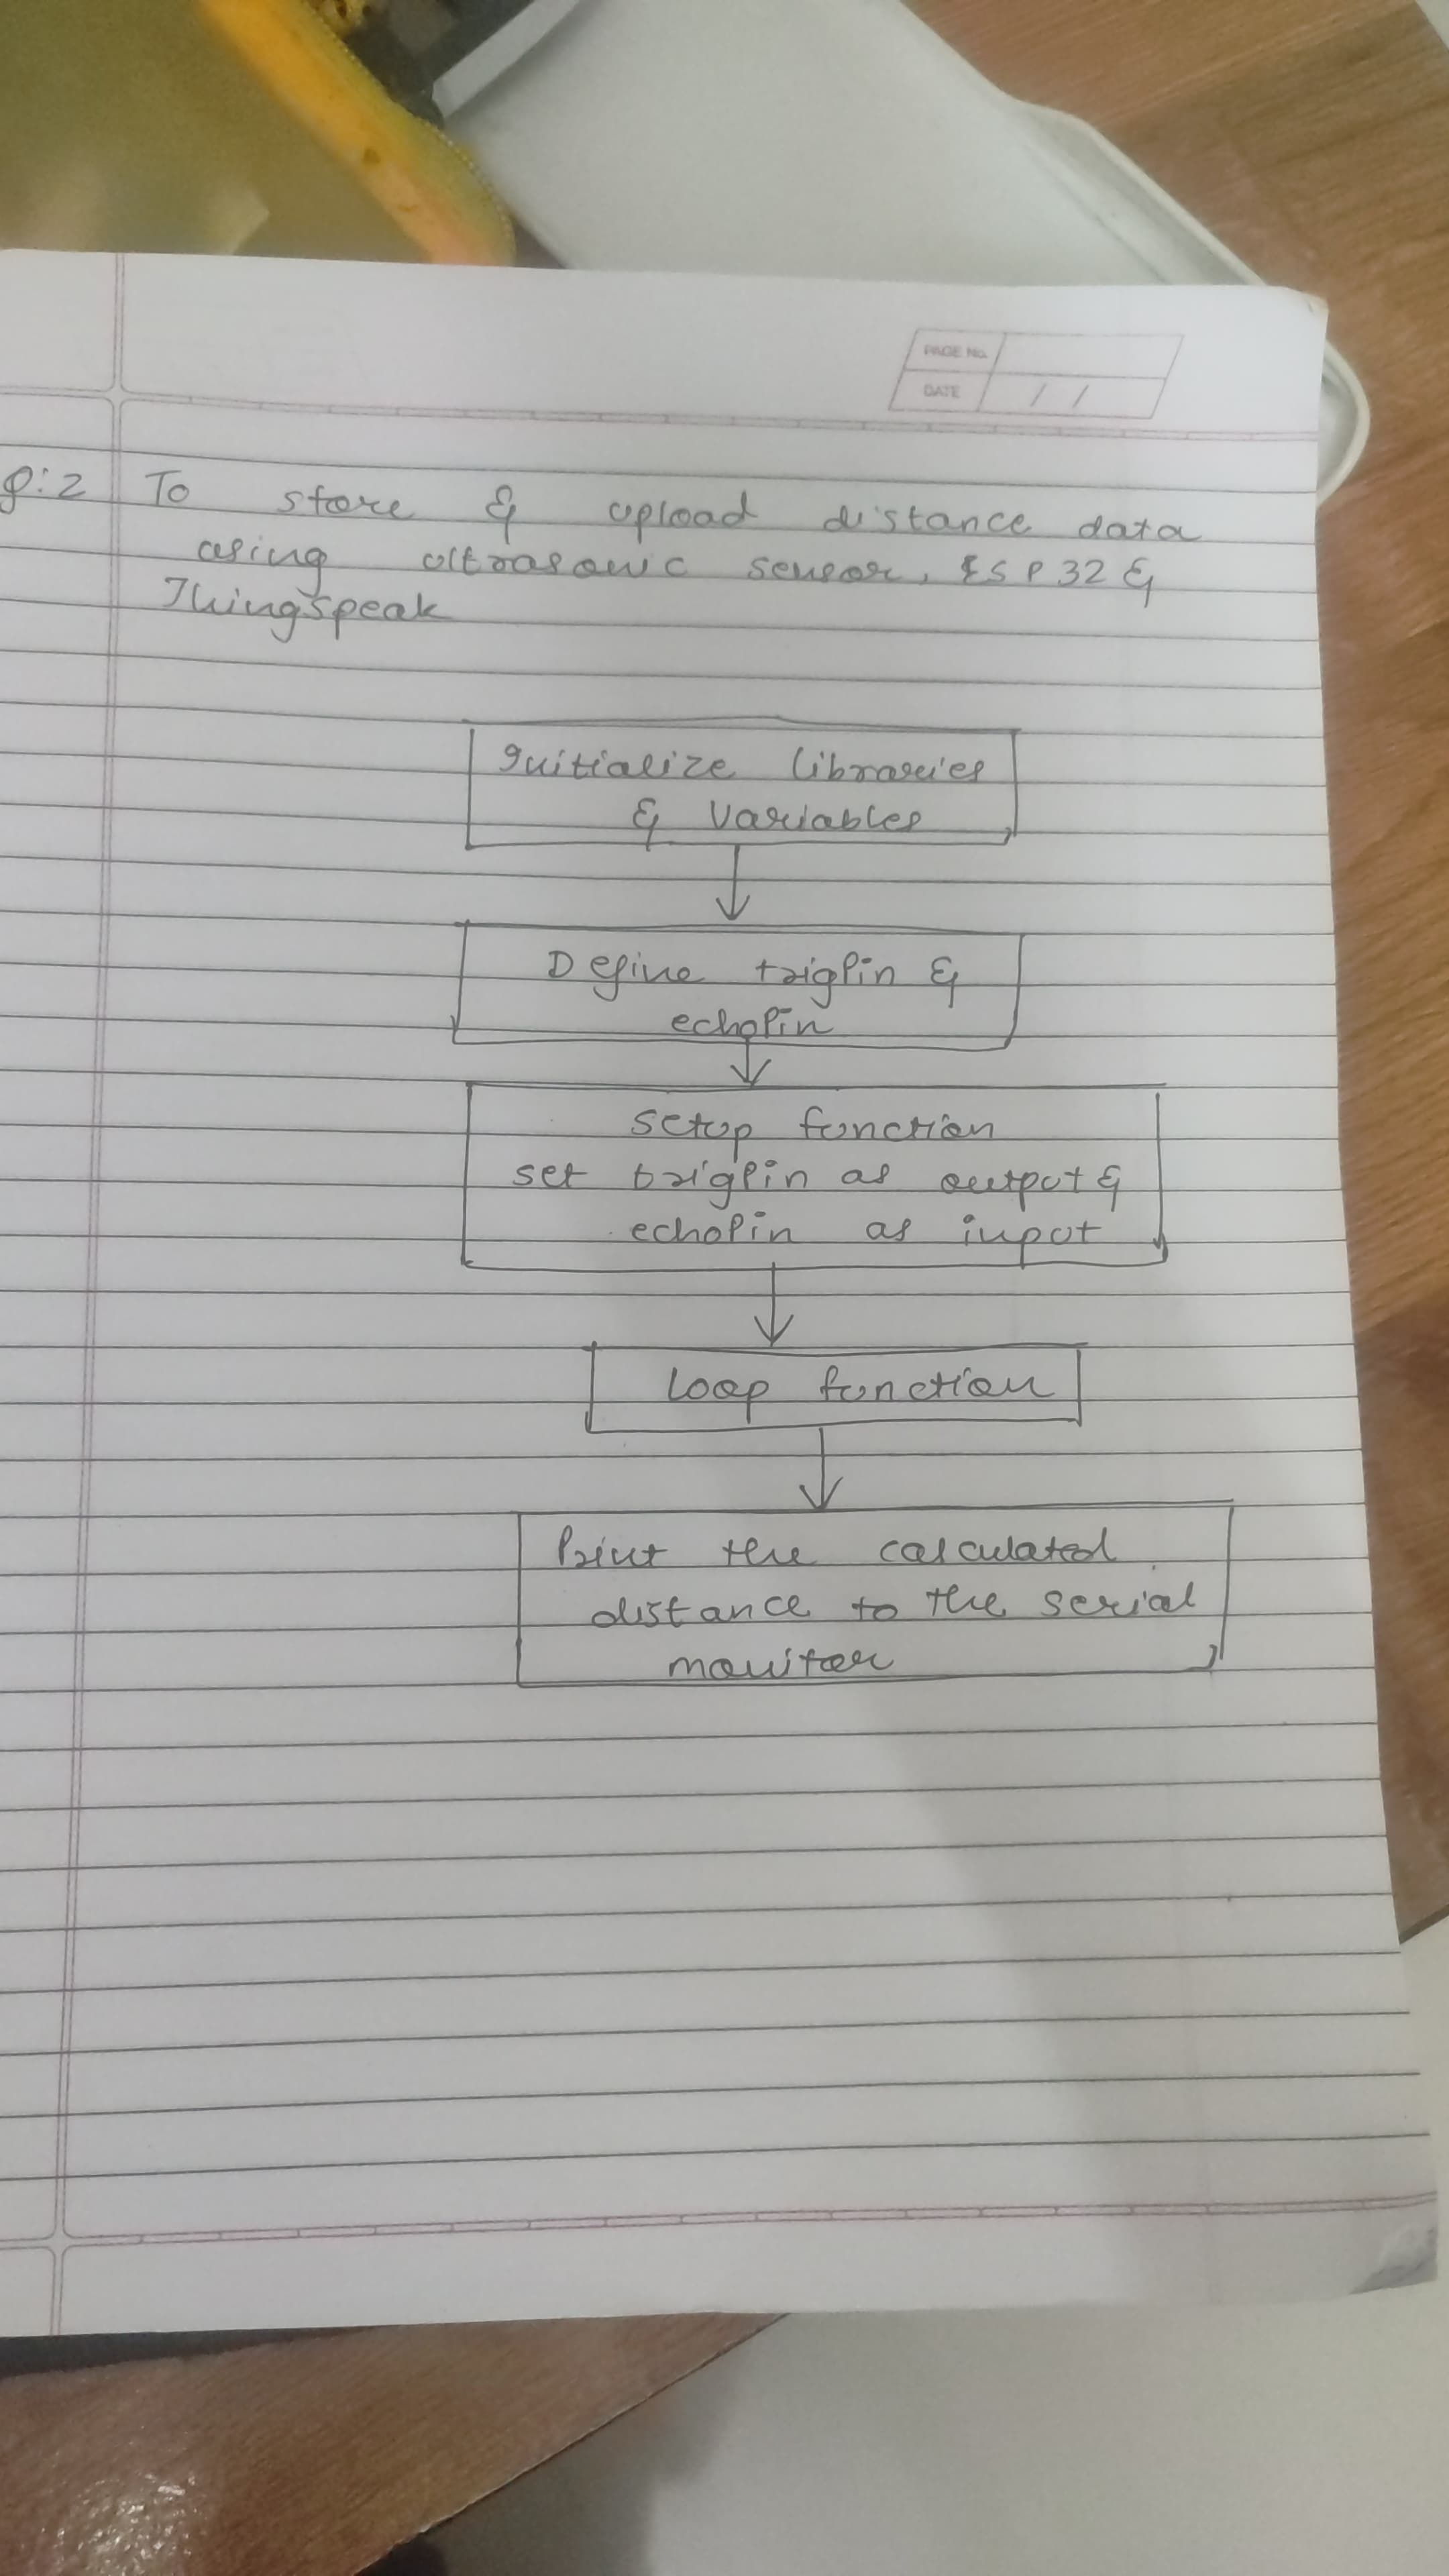 PAGE No.
DATE / /
P:2 To store & upload distance data
using ultrasonic sensor, ESP32 &
ThingSpeak
Initialize libraries
& Variables
Define trigPin &
echoPin
Setup function
set trigPin as output &
echoPin as input
Loop function
Print the calculated
distance to the serial
monitor